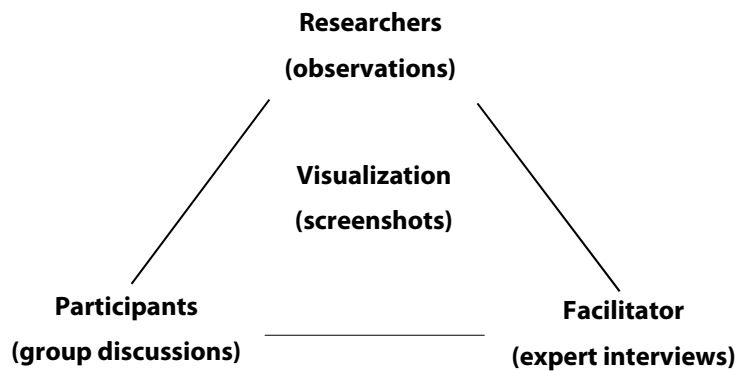 Researchers
(observations)
Visualization
(screenshots)
Participants
(group discussions)
Facilitator
(expert interviews)